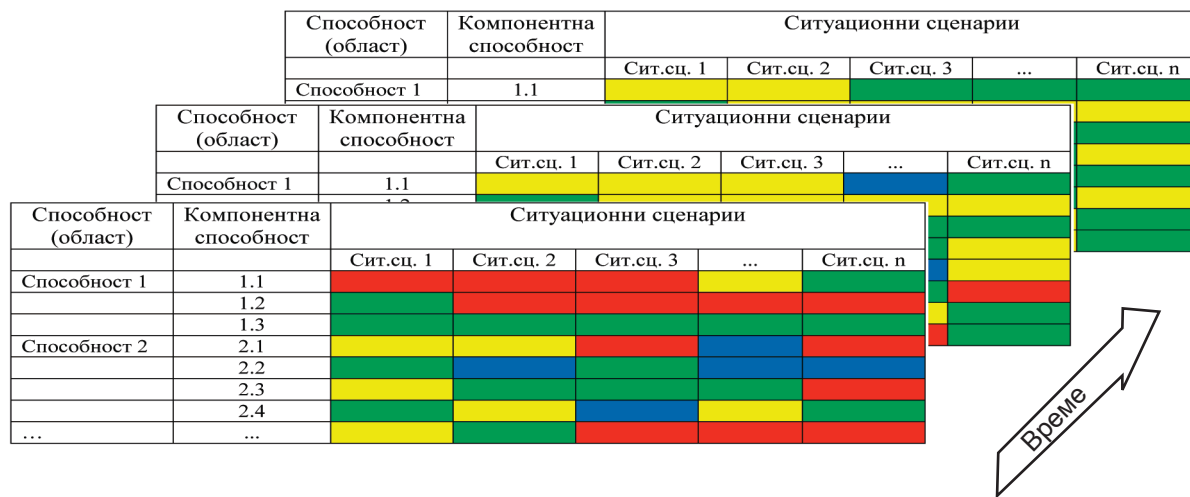 Способност (област) Компонентна способност Ситуационни сценарии
Сит.сц. 1 Сит.сц. 2 Сит.сц. 3 ... Сит.сц. n
Способност 1 1.1
Способност (област) Компонентна способност Ситуационни сценарии
Сит.сц. 1 Сит.сц. 2 Сит.сц. 3 ... Сит.сц. n
Способност 1 1.1
Способност (област) Компонентна способност Ситуационни сценарии
Сит.сц. 1 Сит.сц. 2 Сит.сц. 3 ... Сит.сц. n
Способност 1 1.1
1.2
1.3
Способност 2 2.1
2.2
2.3
2.4
... ...
Време